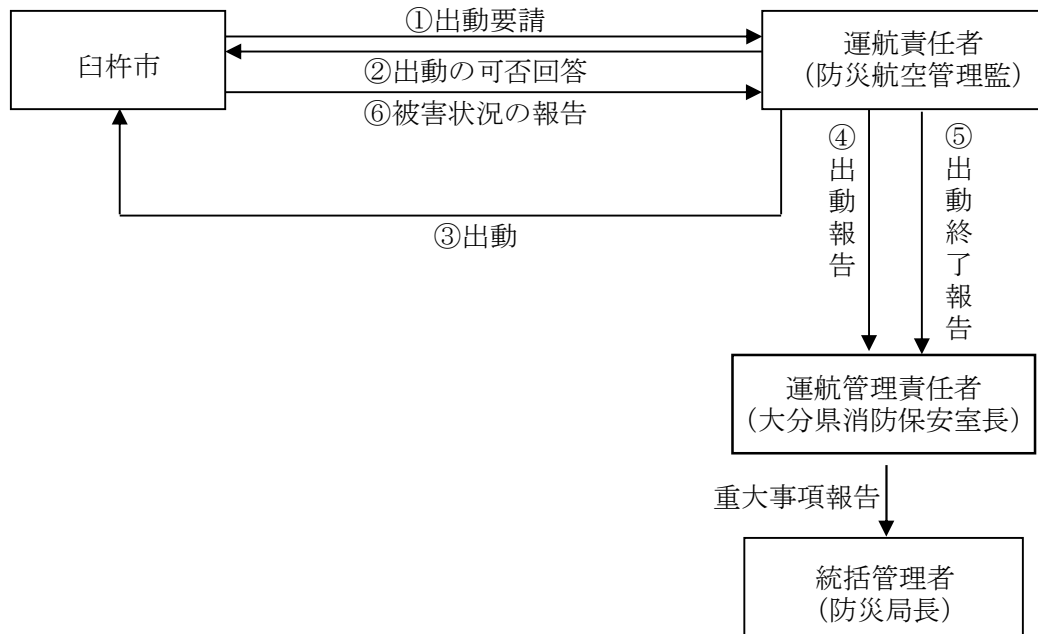 ①出動要請
臼杵市
運航責任者
（防災航空管理監）
②出動の可否回答
⑥被害状況の報告
③出動
④出動報告
⑤出動終了報告
運航管理責任者
（大分県消防保安室長）
重大事項報告
統括管理者
（防災局長）